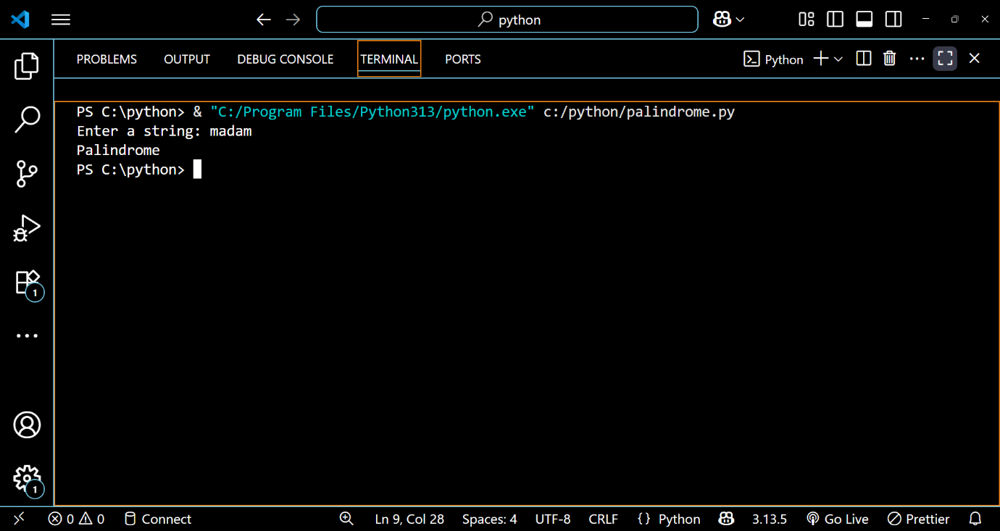 python
PROBLEMS OUTPUT DEBUG CONSOLE TERMINAL PORTS Python
PS C:\python> & "C:/Program Files/Python313/python.exe" c:/python/palindrome.py
Enter a string: madam
Palindrome
PS C:\python>
1
1
0 0 Connect Ln 9, Col 28 Spaces: 4 UTF-8 CRLF {} Python 3.13.5 Go Live Prettier